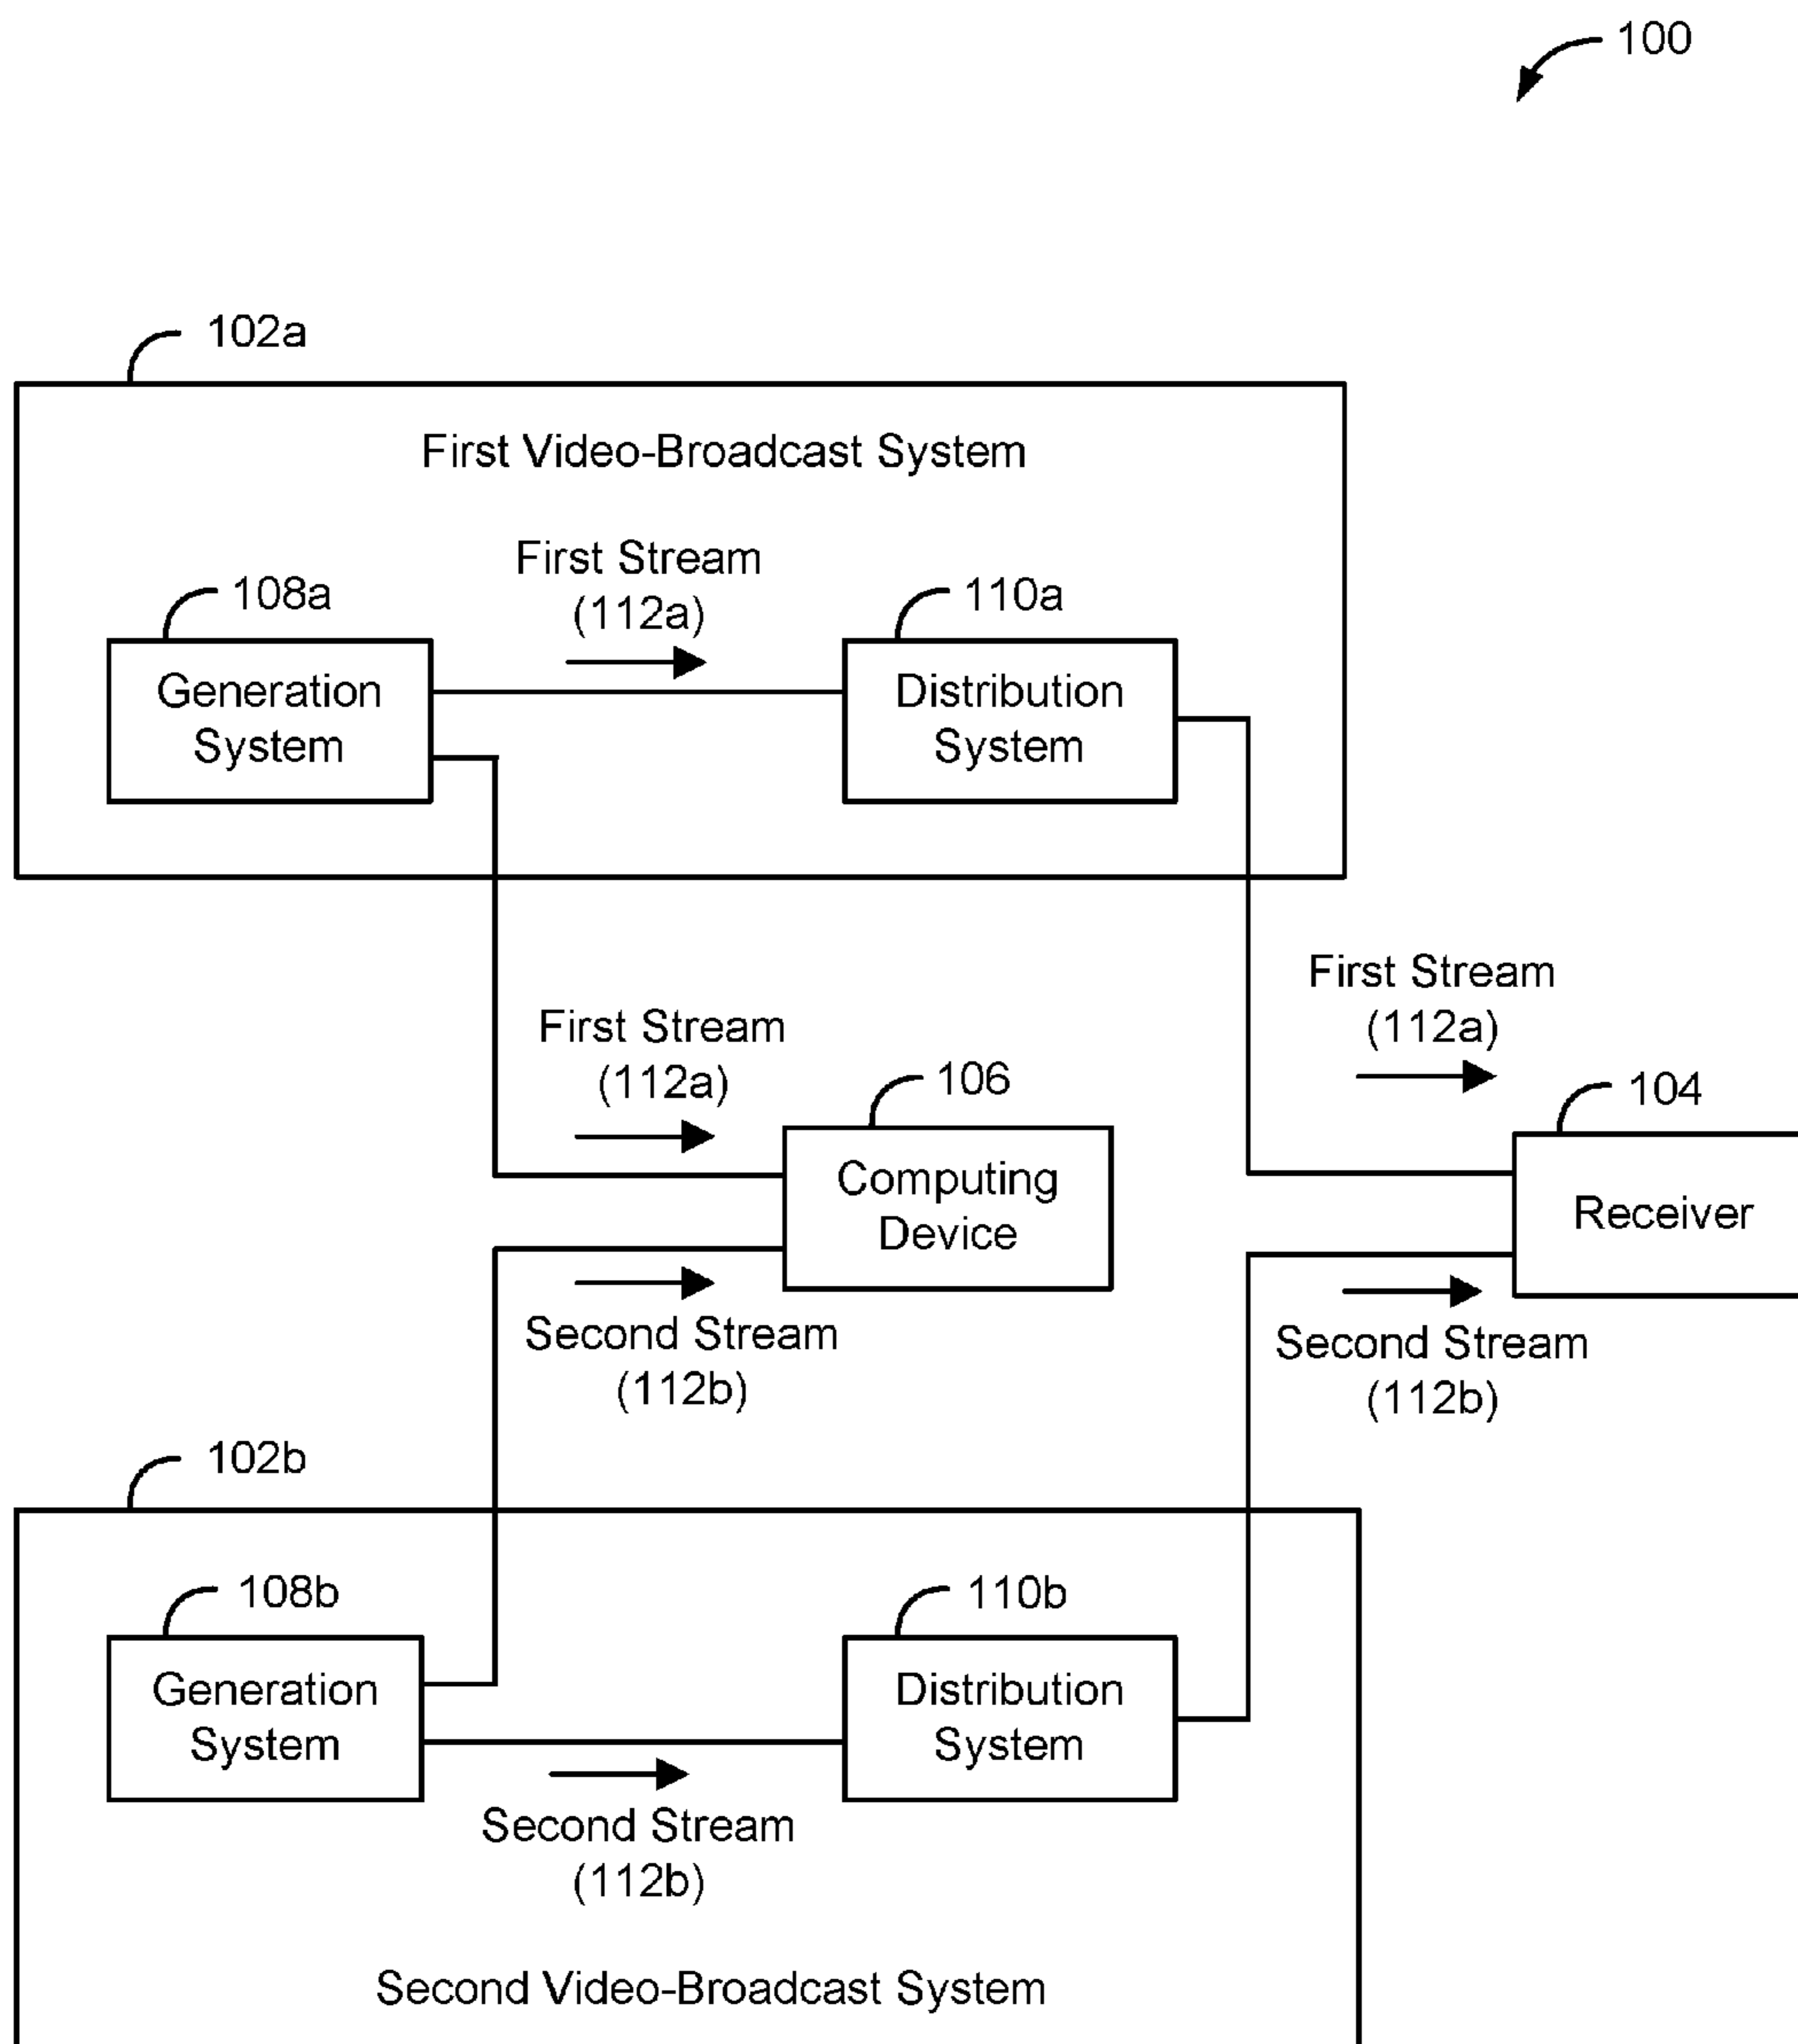 100
102a
First Video-Broadcast System
First Stream
(112a)
108a
110a
Generation
System
Distribution
System
First Stream
(112a)
First Stream
(112a)
106
104
Computing
Device
Receiver
Second Stream
(112b)
Second Stream
(112b)
102b
108b
110b
Generation
System
Distribution
System
Second Stream
(112b)
Second Video-Broadcast System